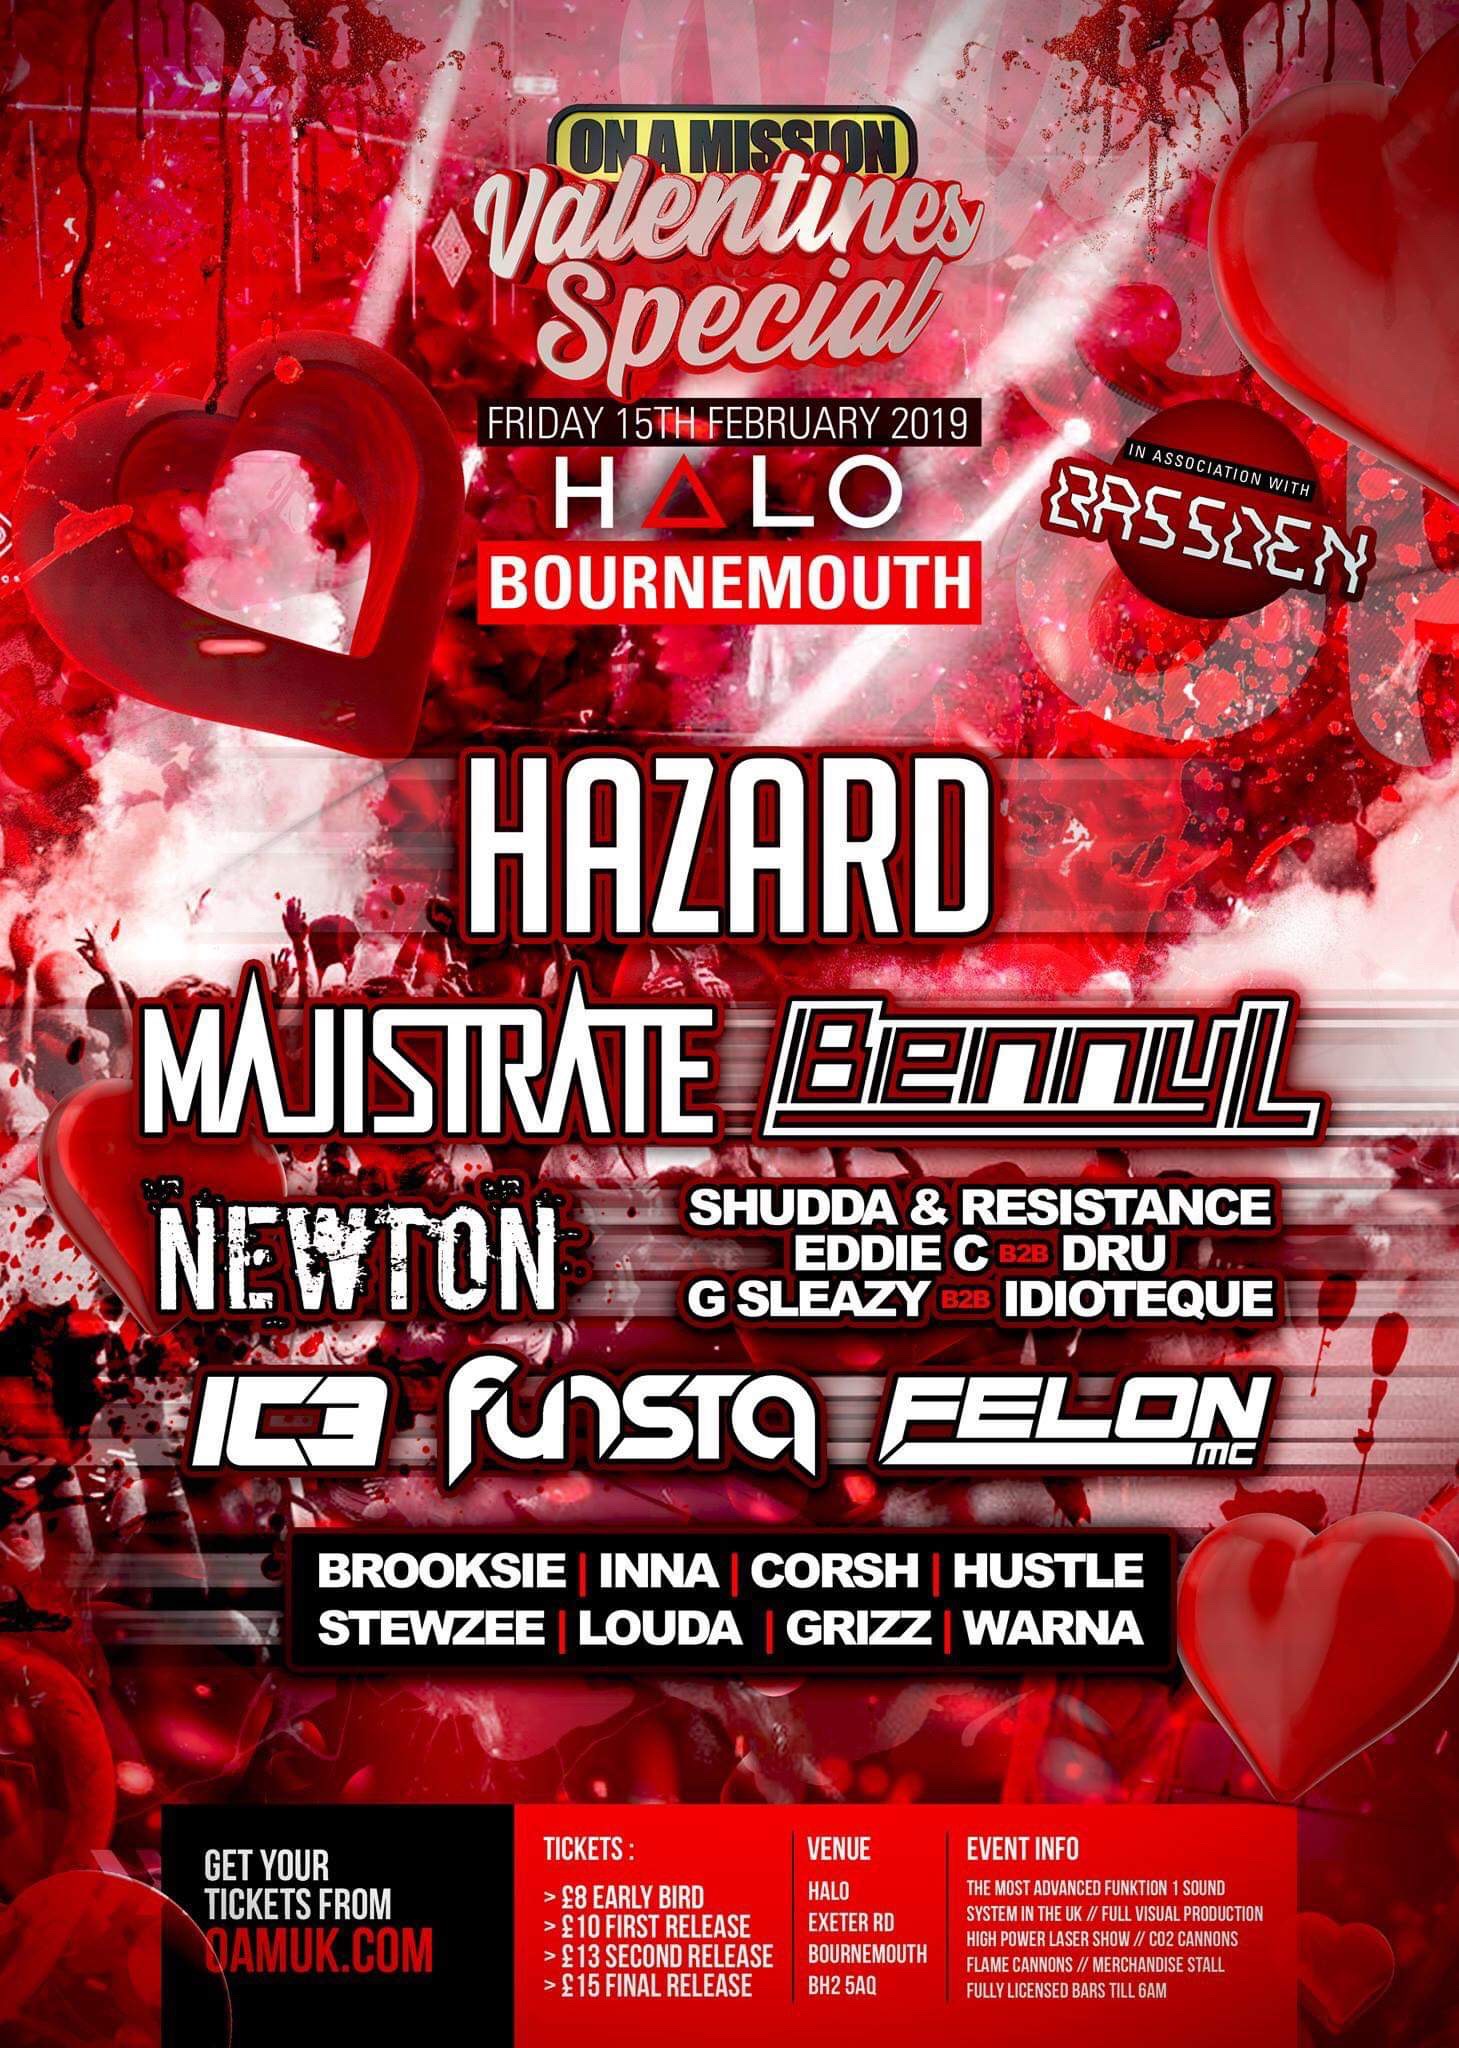 ON A MISSION
Valentines
Special
FRIDAY 15TH FEBRUARY 2019
HALO
BOURNEMOUTH
IN ASSOCIATION WITH
BASSDEN
HAZARD
MAJISTRATE BENNY L
NEWTON
SHUDDA & RESISTANCE
EDDIE C B2B DRU
G SLEAZY B2B IDIOTEQUE
IC3 FUNSTA FELON MC
BROOKSIE | INNA | CORSH | HUSTLE
STEWZEE | LOUDA | GRIZZ | WARNA
GET YOUR
TICKETS FROM
OAMUK.COM
TICKETS :
> £8 EARLY BIRD
> £10 FIRST RELEASE
> £13 SECOND RELEASE
> £15 FINAL RELEASE
VENUE
HALO
EXETER RD
BOURNEMOUTH
BH2 5AQ
EVENT INFO
THE MOST ADVANCED FUNKTION 1 SOUND
SYSTEM IN THE UK // FULL VISUAL PRODUCTION
HIGH POWER LASER SHOW // CO2 CANNONS
FLAME CANNONS // MERCHANDISE STALL
FULLY LICENSED BARS TILL 6AM